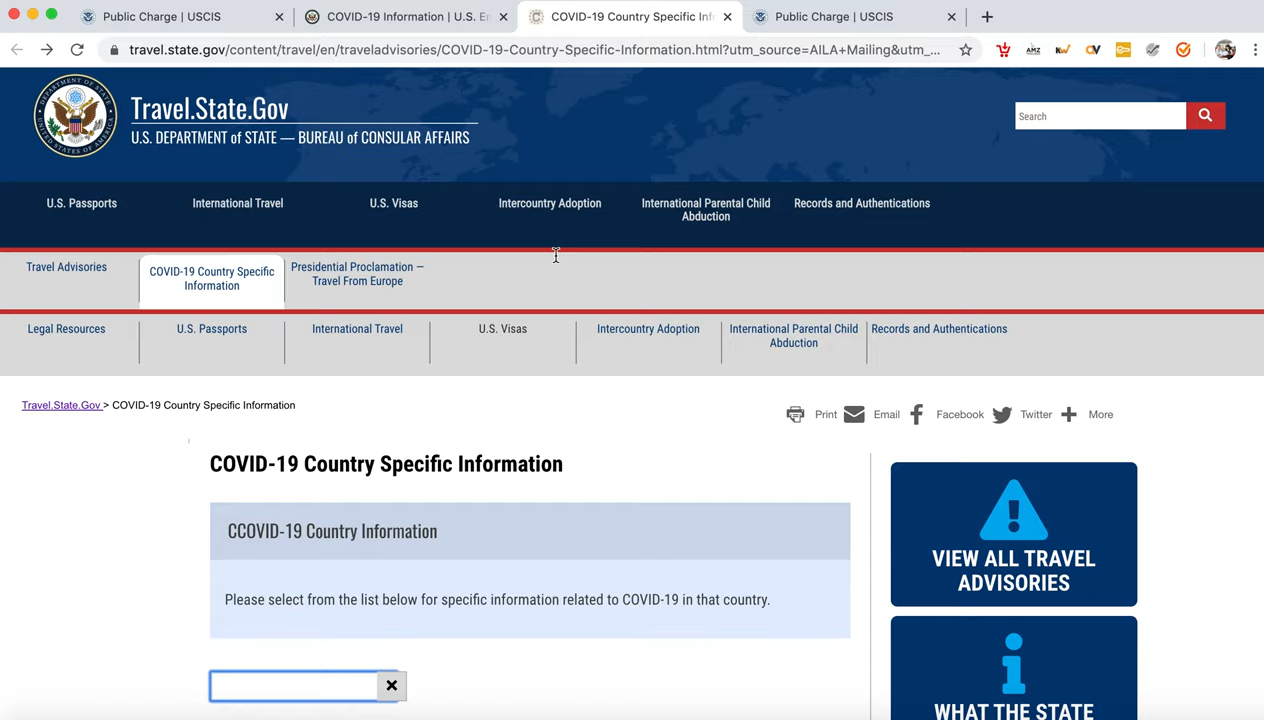 Public Charge | USCIS
COVID-19 Information | U.S. E
COVID-19 Country Specific Inf
Public Charge | USCIS
travel.state.gov/content/travel/en/traveladvisories/COVID-19-Country-Specific-Information.html?utm_source=AILA+Mailing&utm_...
Travel.State.Gov
U.S. DEPARTMENT of STATE — BUREAU of CONSULAR AFFAIRS
Search
U.S. Passports
International Travel
U.S. Visas
Intercountry Adoption
International Parental Child
Abduction
Records and Authentications
Travel Advisories
COVID-19 Country Specific
Information
Presidential Proclamation —
Travel From Europe
Legal Resources
U.S. Passports
International Travel
U.S. Visas
Intercountry Adoption
International Parental Child
Abduction
Records and Authentications
Travel.State.Gov > COVID-19 Country Specific Information
Print
Email
Facebook
Twitter
More
COVID-19 Country Specific Information
CCOVID-19 Country Information
Please select from the list below for specific information related to COVID-19 in that country.
VIEW ALL TRAVEL
ADVISORIES
WHAT THE STATE